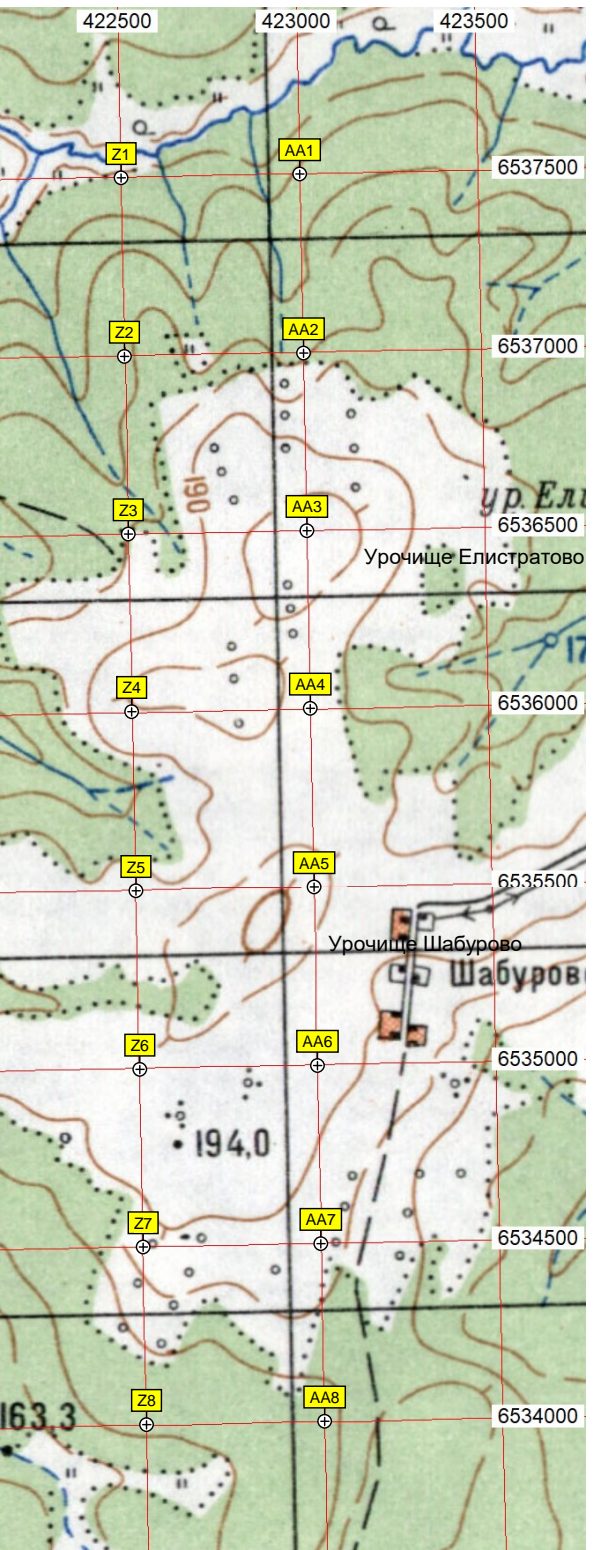 422500 423000 423500
Z1 AA1
6537500
Z2 AA2
6537000
190
Z3 AA3
ур. Ели
6536500
Урочище Елистратово
17
Z4 AA4
6536000
Z5 AA5
6535500
Урочище Шабурово
Шабурово
Z6 AA6
6535000
194,0
Z7 AA7
6534500
Z8 AA8
163.3
6534000